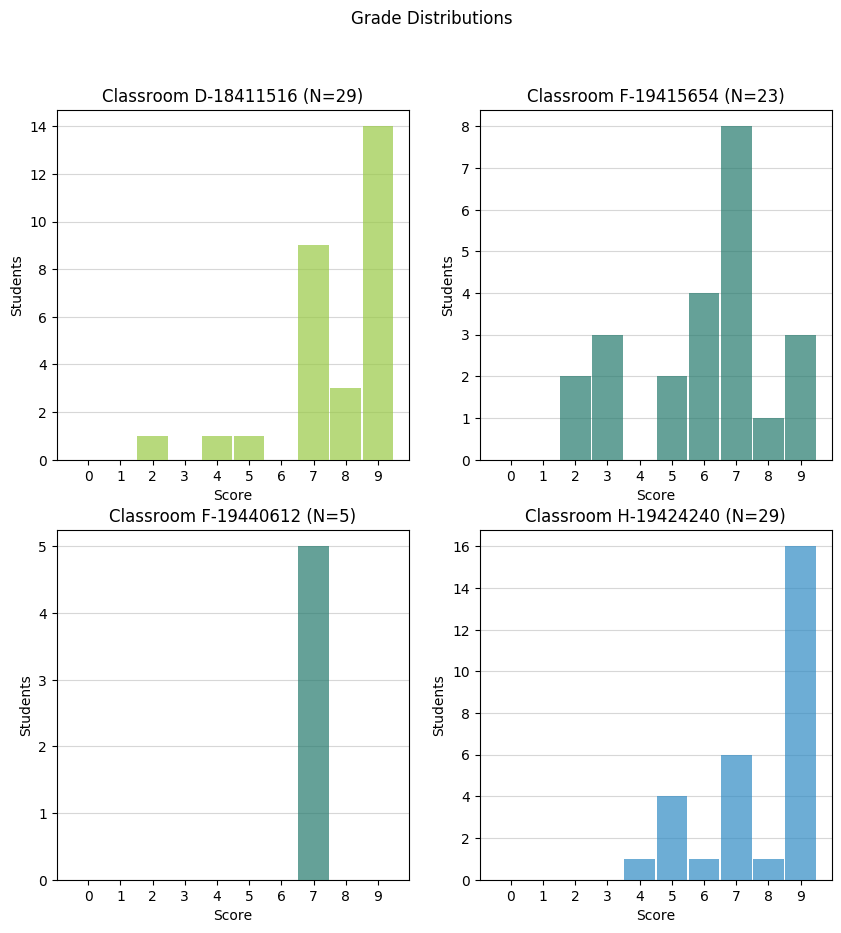 Grade Distributions
Classroom D-18411516 (N=29)
14
12
10
8
6
4
2
0
Students
0 1 2 3 4 5 6 7 8 9
Score
Classroom F-19415654 (N=23)
8
7
6
5
4
3
2
1
0
Students
0 1 2 3 4 5 6 7 8 9
Score
Classroom F-19440612 (N=5)
5
4
3
2
1
0
Students
0 1 2 3 4 5 6 7 8 9
Score
Classroom H-19424240 (N=29)
16
14
12
10
8
6
4
2
0
Students
0 1 2 3 4 5 6 7 8 9
Score